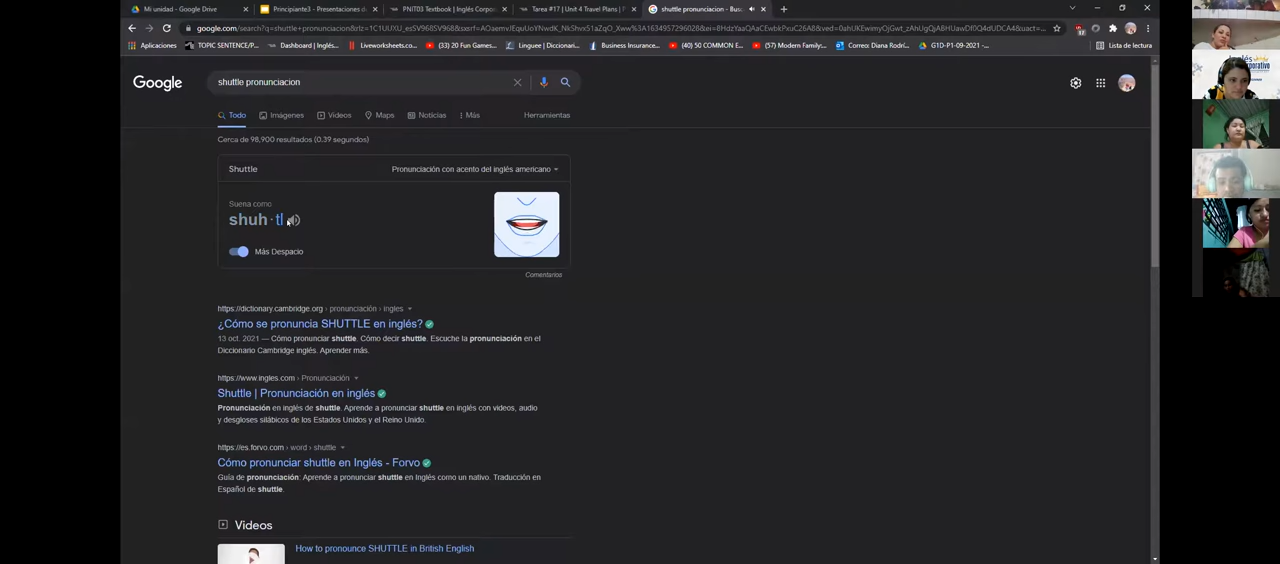 Mi unidad - Google Drive
Principiante3 - Presentaciones d
PNIT03 Textbook | Inglés Corpo
Tarea #17 | Unit 4 Travel Plans | F
shuttle pronunciacion - Bus
Aplicaciones
TOPIC SENTENCE/P...
Dashboard | Inglés...
Liveworksheets.co...
(33) 20 Fun Games...
Linguee | Diccionari...
Business Insurance...
(40) 50 COMMON E...
(57) Modern Family:...
Correo: Diana Rodrí...
G1D-P1-09-2021 -
Lista de lectura
Google
shuttle pronunciacion
Todo
Imágenes
Videos
Maps
Noticias
Más
Herramientas
Cerca de 98,900 resultados (0.39 segundos)
Shuttle
Pronunciación con acento del inglés americano
Suena como
shuh·tl
Más Despacio
Comentarios
https://dictionary.cambridge.org › pronunciación › ingles
¿Cómo se pronuncia SHUTTLE en inglés?
13 oct. 2021 — Cómo pronunciar shuttle. Cómo decir shuttle. Escuche la pronunciación en el
Diccionario Cambridge inglés. Aprender más.
https://www.ingles.com › Pronunciación
Shuttle | Pronunciación en inglés
Pronunciación en inglés de shuttle. Aprende a pronunciar shuttle en inglés con videos, audio
y desgloses silábicos de los Estados Unidos y el Reino Unido.
https://es.forvo.com › word › shuttle
Cómo pronunciar shuttle en Inglés - Forvo
Guía de pronunciación: Aprende a pronunciar shuttle en Inglés como un nativo. Traducción en
Español de shuttle.
Videos
How to pronounce SHUTTLE in British English